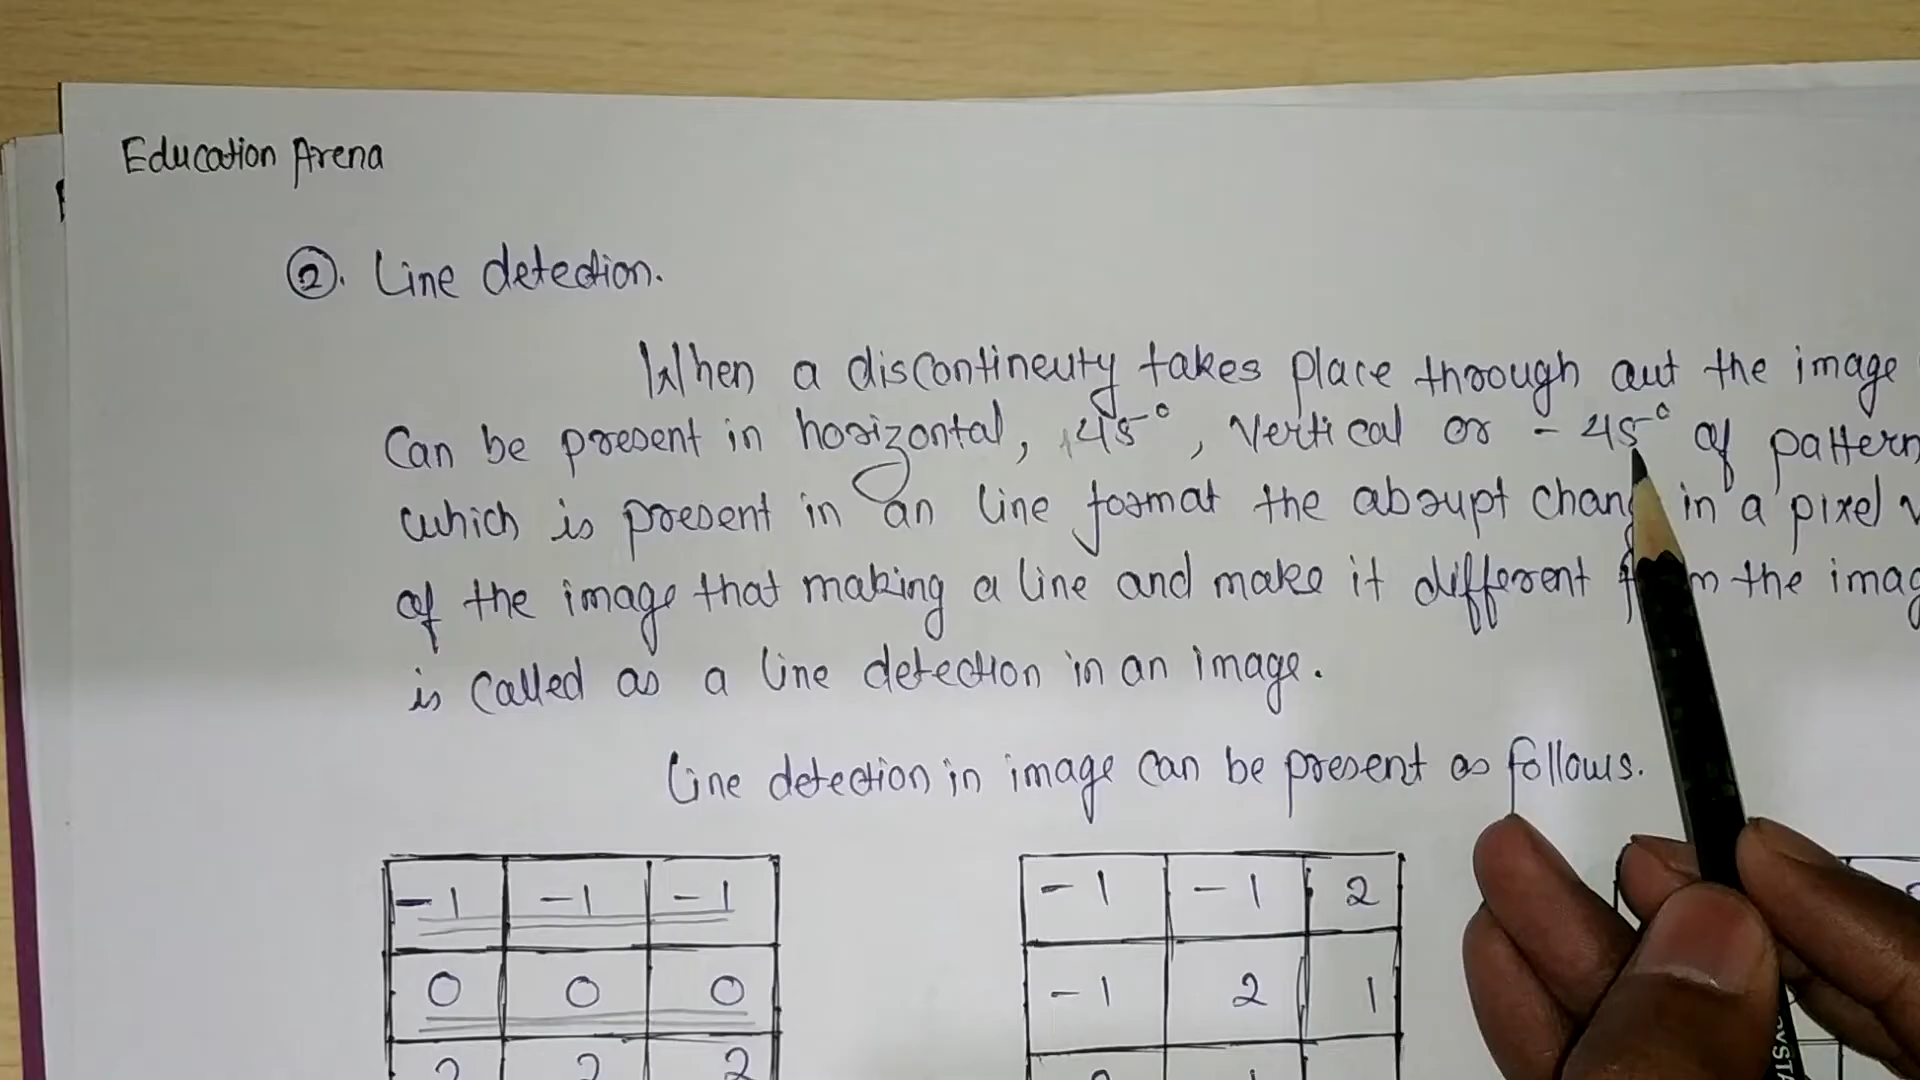 Education Arena
②. Line detection.
When a discontineuty takes place through out the image
Can be present in horizontal, 45°, Vertical or - 45° of pattern
which is present in an line format the abrupt chang in a pixel
of the image that making a line and make it different the imag
is called as a line detection in an image.
Line detection in image can be present as follows.
-1 -1 -1 -1 -1 2
0 0 0 -1 2 1
2 2 2